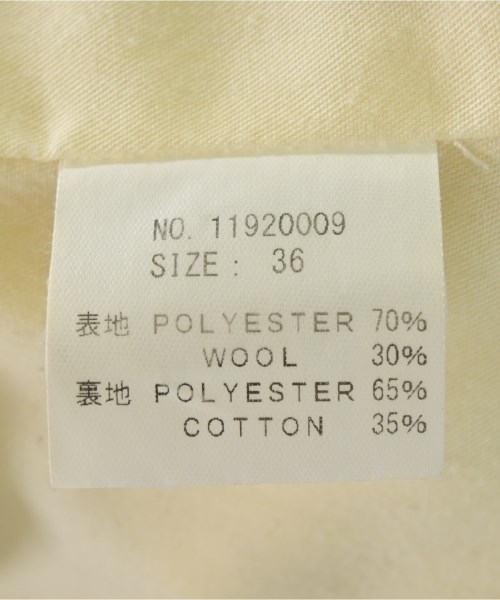 NO. 11920009
SIZE : 36
表地 POLYESTER 70%
WOOL 30%
裏地 POLYESTER 65%
COTTON 35%